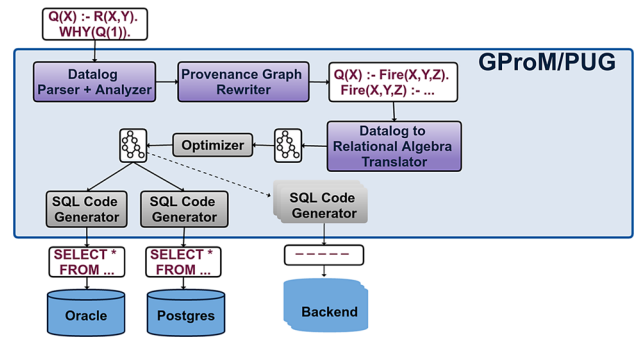 Q(X) :- R(X,Y).
WHY(Q(1)).
GProM/PUG
Datalog
Parser + Analyzer
Provenance Graph
Rewriter
Q(X) :- Fire(X,Y,Z).
Fire(X,Y,Z) :- ...
Datalog to
Relational Algebra
Translator
Optimizer
SQL Code
Generator
SQL Code
Generator
SQL Code
Generator
SELECT *
FROM ...
SELECT *
FROM ...
– – – – –
Oracle
Postgres
Backend